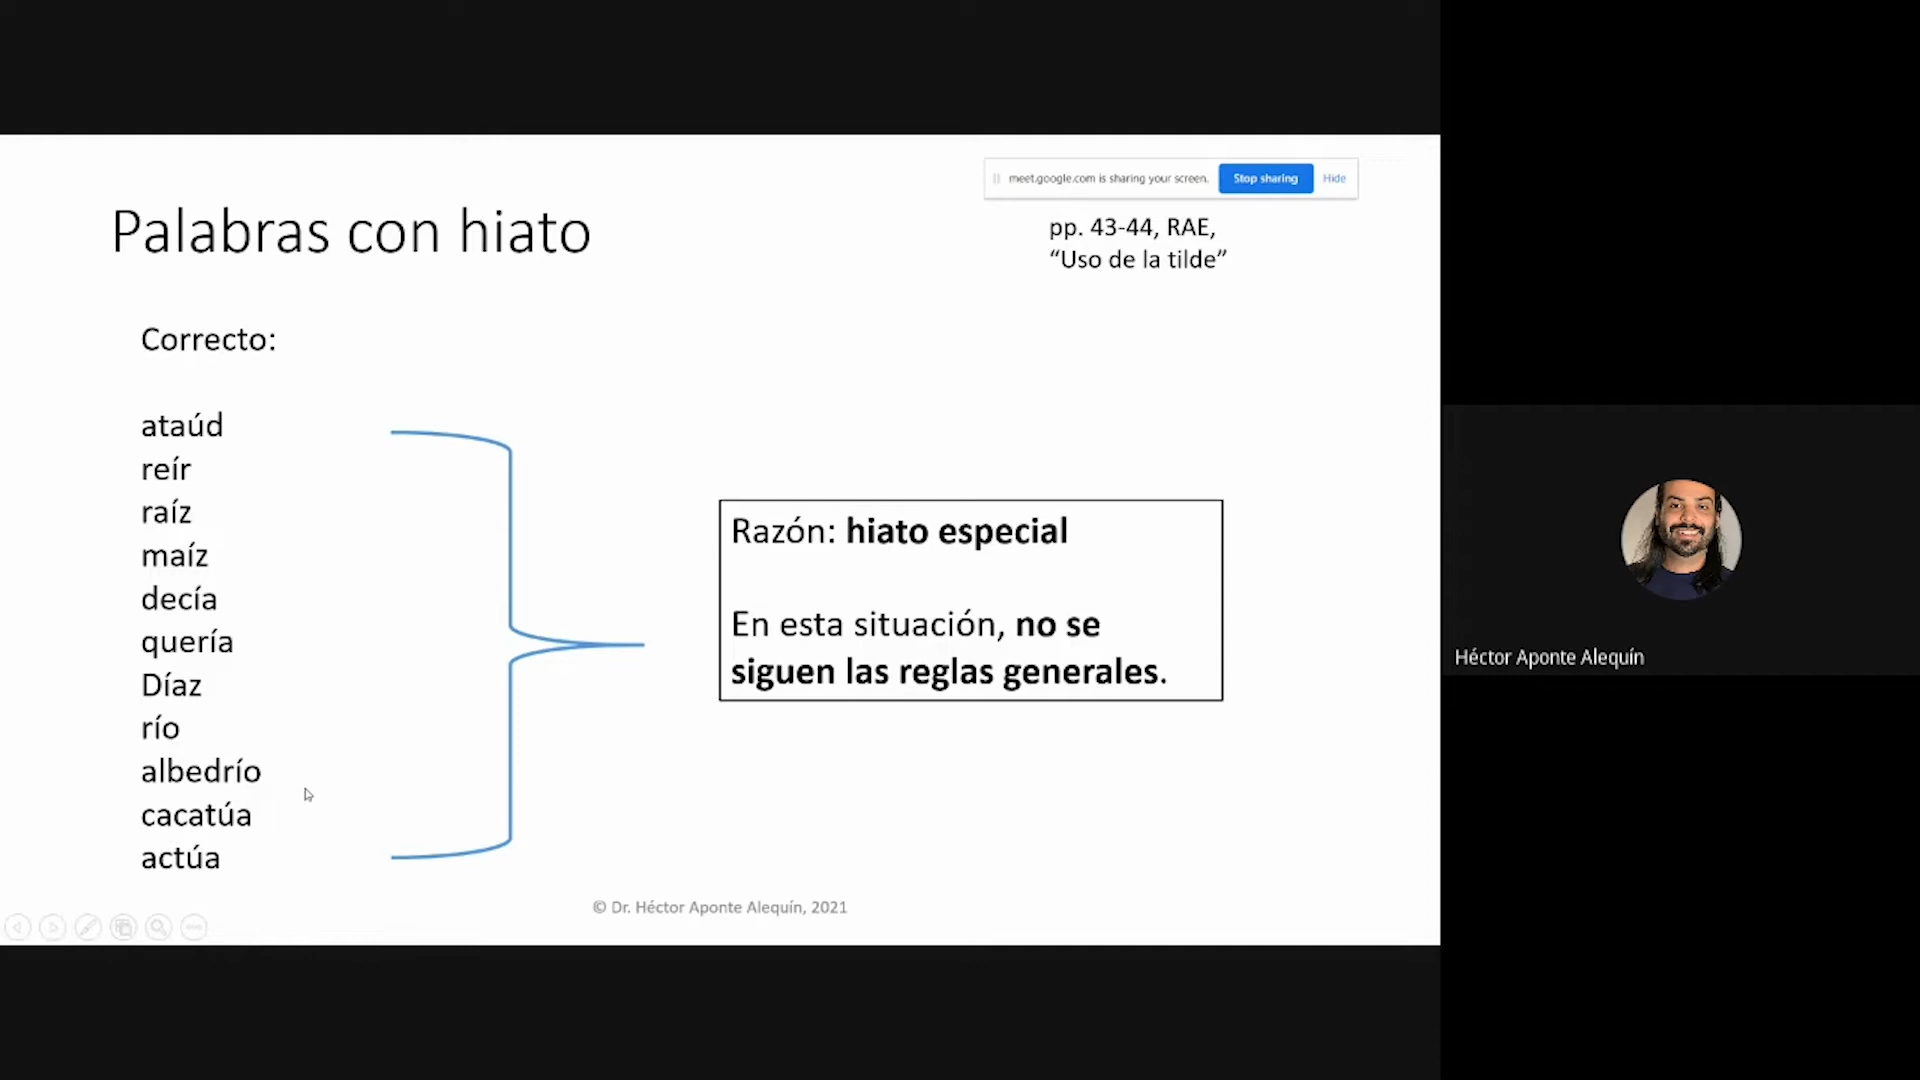 meet.google.com is sharing your screen. Stop sharing Hide
Palabras con hiato
pp. 43-44, RAE,
“Uso de la tilde”
Correcto:
ataúd
reír
raíz
maíz
decía
quería
Díaz
río
albedrío
cacatúa
actúa
Razón: hiato especial
En esta situación, no se
siguen las reglas generales.
© Dr. Héctor Aponte Alequín, 2021
Héctor Aponte Alequín